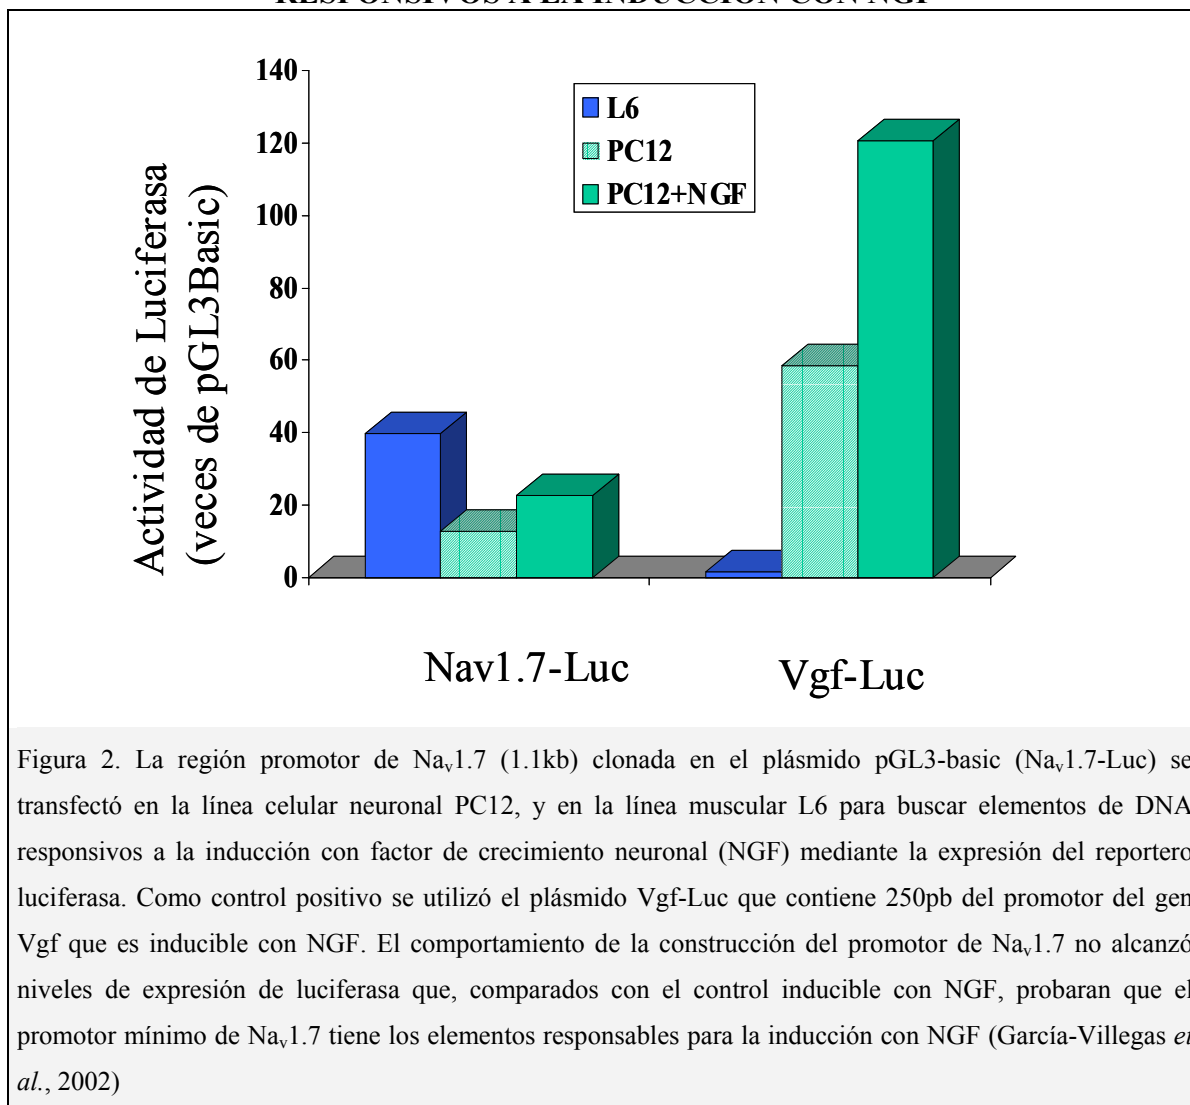 RESPONSIVOS A LA INDUCCIÓN CON NGF
140
120
100
80
60
40
20
0
Actividad de Luciferasa
(veces de pGL3Basic)
L6
PC12
PC12+NGF
Nav1.7-Luc
Vgf-Luc
Figura 2. La región promotor de Nav1.7 (1.1kb) clonada en el plásmido pGL3-basic (Nav1.7-Luc) se
transfectó en la línea celular neuronal PC12, y en la línea muscular L6 para buscar elementos de DNA
responsivos a la inducción con factor de crecimiento neuronal (NGF) mediante la expresión del reportero
luciferasa. Como control positivo se utilizó el plásmido Vgf-Luc que contiene 250pb del promotor del gen
Vgf que es inducible con NGF. El comportamiento de la construcción del promotor de Nav1.7 no alcanzó
niveles de expresión de luciferasa que, comparados con el control inducible con NGF, probaran que el
promotor mínimo de Nav1.7 tiene los elementos responsables para la inducción con NGF (García-Villegas et
al., 2002)